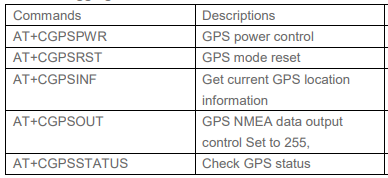 Commands Descriptions
AT+CGPSPWR GPS power control
AT+CGPSRST GPS mode reset
AT+CGPSINF Get current GPS location
information
AT+CGPSOUT GPS NMEA data output
control Set to 255,
AT+CGPSSTATUS Check GPS status